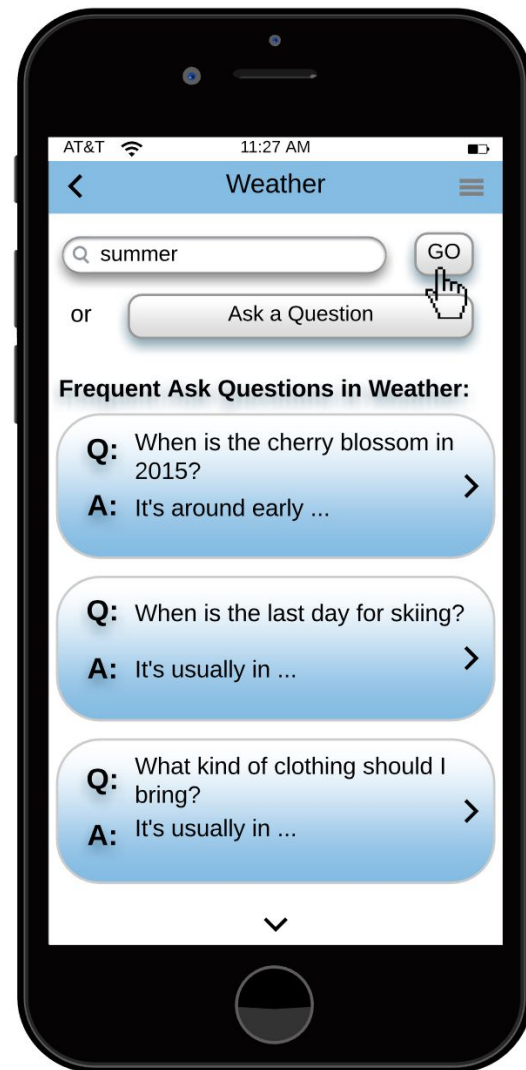 AT&T 11:27 AM
Weather
summer GO
or Ask a Question
Frequent Ask Questions in Weather:
Q: When is the cherry blossom in
2015?
A: It's around early ...
Q: When is the last day for skiing?
A: It's usually in ...
Q: What kind of clothing should I
bring?
A: It's usually in ...